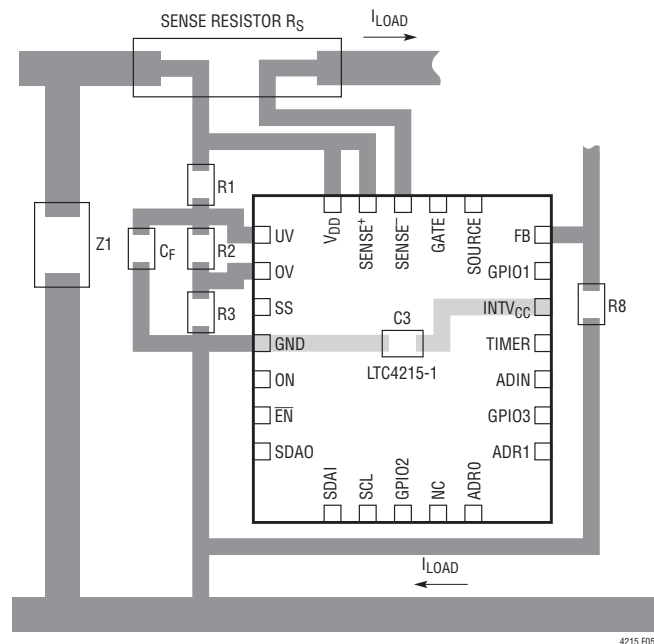 SENSE RESISTOR RS
ILOAD
R1
Z1
CF
R2
R3
UV
OV
SS
GND
ON
EN
SDAO
VDD
SENSE+
SENSE−
GATE
SOURCE
FB
GPIO1
INTVCC
TIMER
ADIN
GPIO3
ADR1
R8
C3
LTC4215-1
SDAI
SCL
GPIO2
NC
ADR0
ILOAD
4215 F05